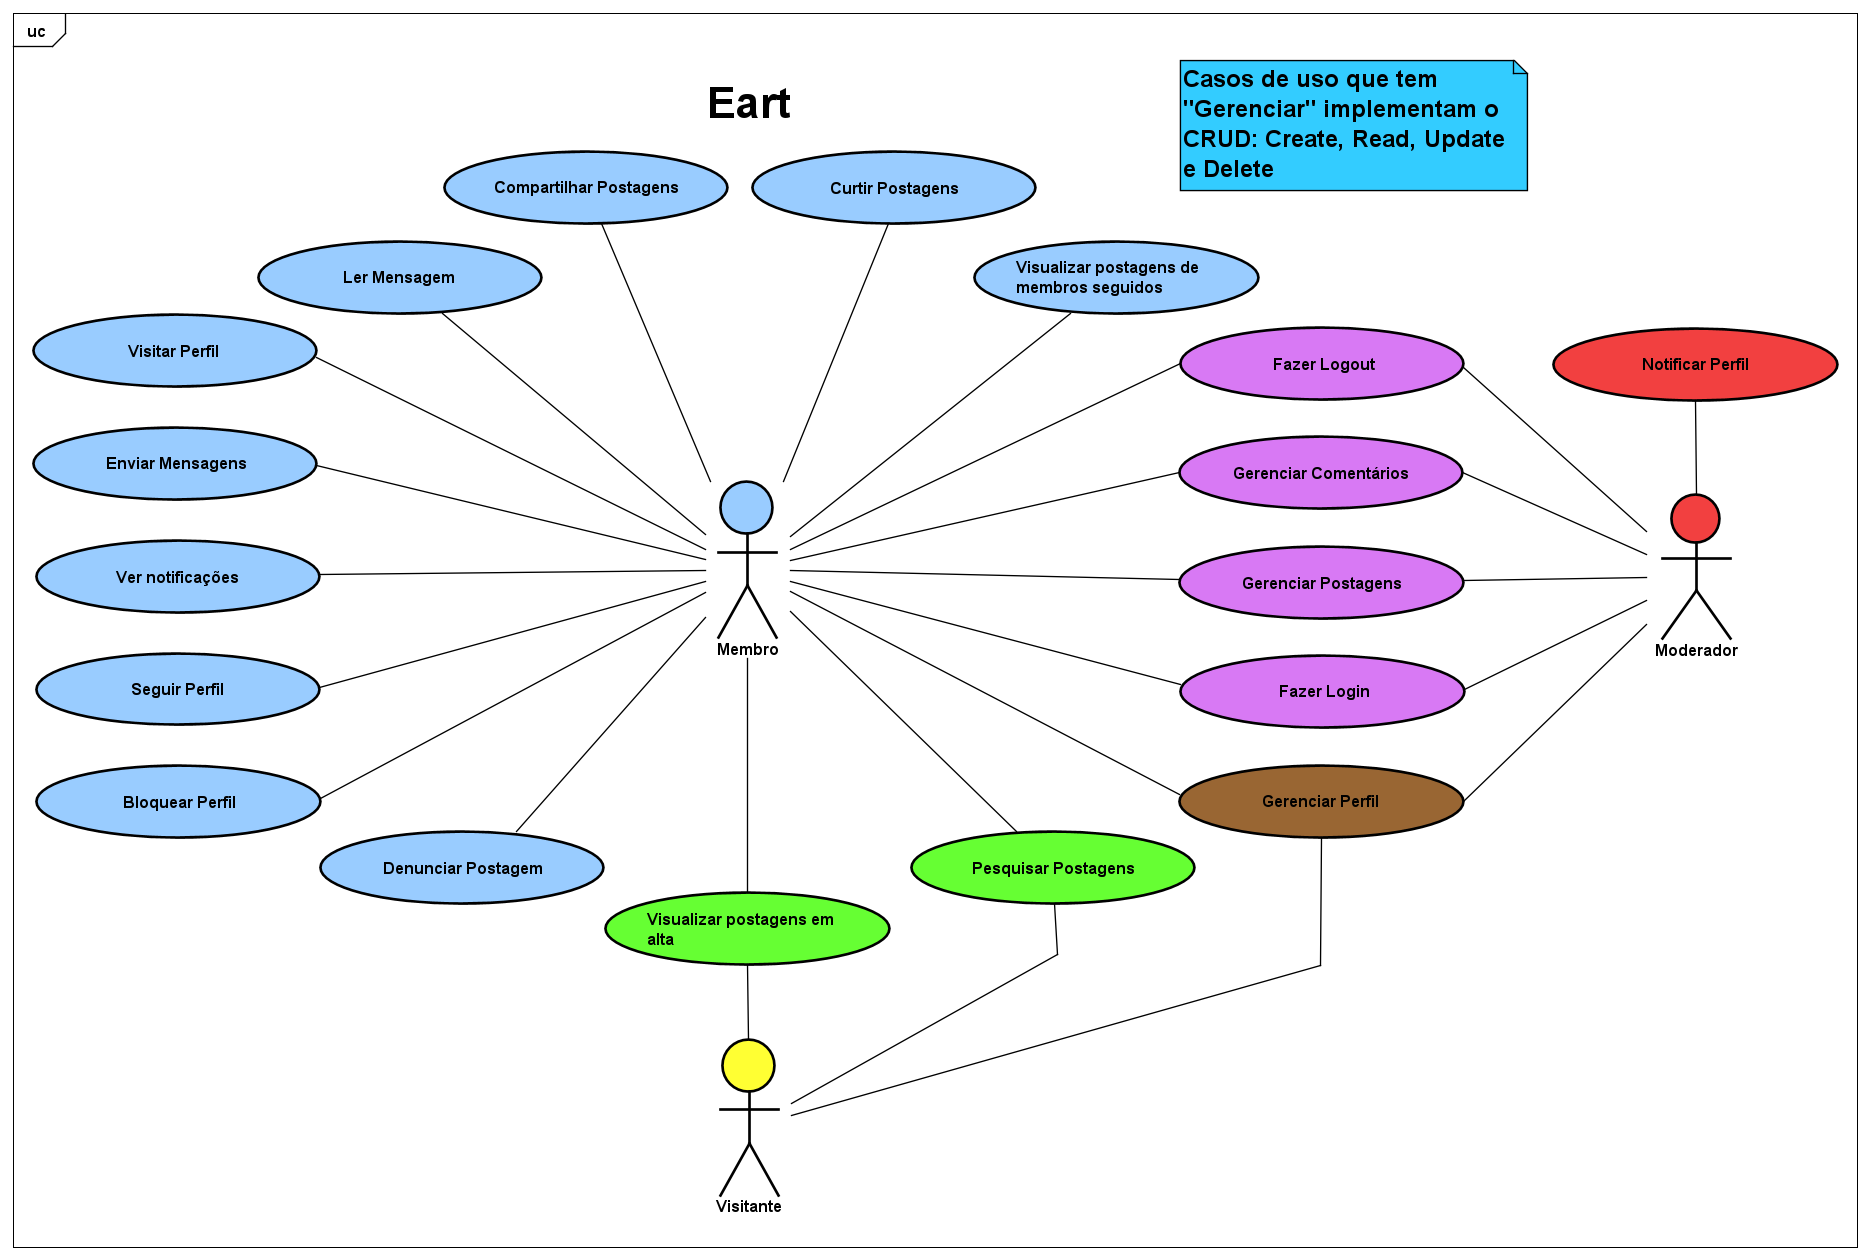 uc
Eart
Casos de uso que tem
"Gerenciar" implementam o
CRUD: Create, Read, Update
e Delete
Compartilhar Postagens
Curtir Postagens
Ler Mensagem
Visualizar postagens de
membros seguidos
Visitar Perfil
Fazer Logout
Notificar Perfil
Enviar Mensagens
Gerenciar Comentários
Ver notificações
Gerenciar Postagens
Membro
Moderador
Seguir Perfil
Fazer Login
Bloquear Perfil
Gerenciar Perfil
Denunciar Postagem
Pesquisar Postagens
Visualizar postagens em
alta
Visitante